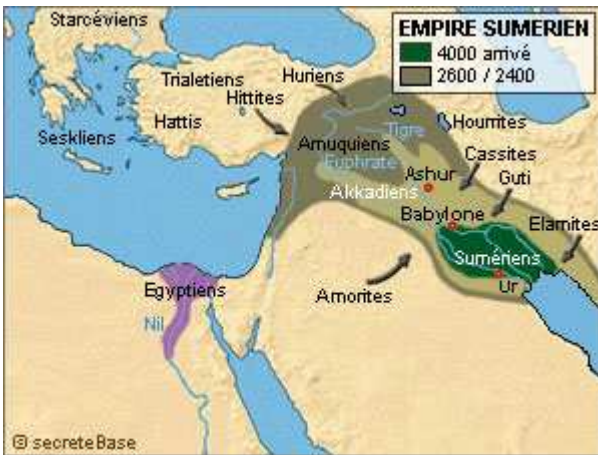 Starcéviens
EMPIRE SUMERIEN
4000 arrivé
2600 / 2400
Trialetiens
Huriens
Hittites
Hattis
Seskliens
Tigre
Hourrites
Amuquiens
Euphrate
Cassites
Ashur
Guti
Akkadiens
Babylone
Elamites
Sumériens
Ur
Egyptiens
Amorites
Nil
© secreteBase